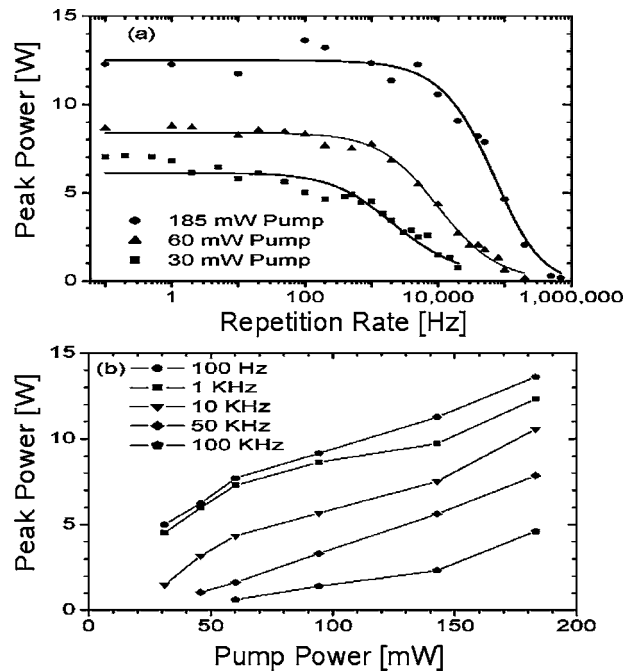 (a)
15
10
5
0
Peak Power [W]
185 mW Pump
60 mW Pump
30 mW Pump
1 100 10,000 1,000,000
Repetition Rate [Hz]
(b)
15
10
5
0
Peak Power [W]
100 Hz
1 KHz
10 KHz
50 KHz
100 KHz
0 50 100 150 200
Pump Power [mW]